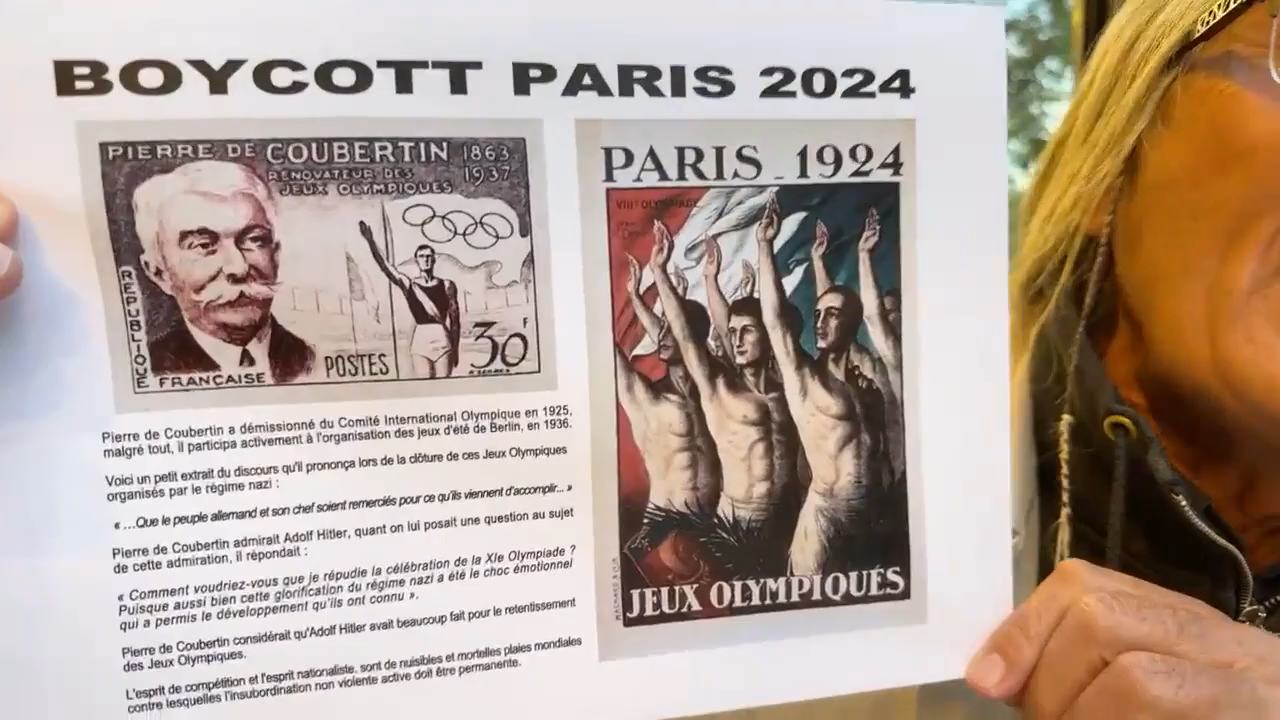 BOYCOTT PARIS 2024
PIERRE DE COUBERTIN 1863
1937
RENOVATEUR DES
JEUX OLYMPIQUES
REPUBLIQUE
FRANÇAISE
POSTES
30 F
PARIS _ 1924
VIIIe OLYMPIADE
JEUX OLYMPIQUES
Pierre de Coubertin a démissionné du Comité International Olympique en 1925,
malgré tout, il participa activement à l'organisation des jeux d'été de Berlin, en 1936.
Voici un petit extrait du discours qu'il prononça lors de la clôture de ces Jeux Olympiques
organisés par le régime nazi :
« ...Que le peuple allemand et son chef soient remerciés pour ce qu'ils viennent d'accomplir... »
Pierre de Coubertin admirait Adolf Hitler, quant on lui posait une question au sujet
de cette admiration, il répondait :
« Comment voudriez-vous que je répudie la célébration de la XIe Olympiade ?
Puisque aussi bien cette glorification du régime nazi a été le choc émotionnel
qui a permis le développement qu'ils ont connu ».
Pierre de Coubertin considérait qu'Adolf Hitler avait beaucoup fait pour le retentissement
des Jeux Olympiques.
L'esprit de compétition et l'esprit nationaliste, sont de nuisibles et mortelles plaies mondiales
contre lesquelles l'insubordination non violente active doit être permanente.